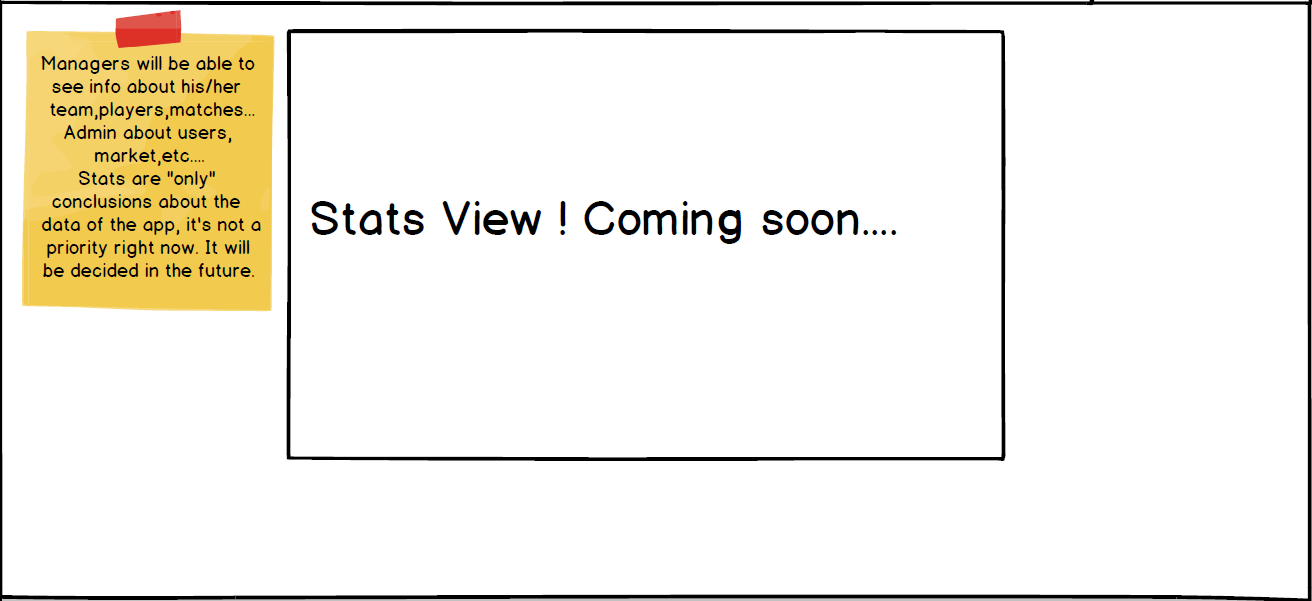 Managers will be able to
see info about his/her
team,players,matches...
Admin about users,
market,etc....
Stats are "only"
conclusions about the
data of the app, it's not a
priority right now. It will
be decided in the future.
Stats View ! Coming soon....